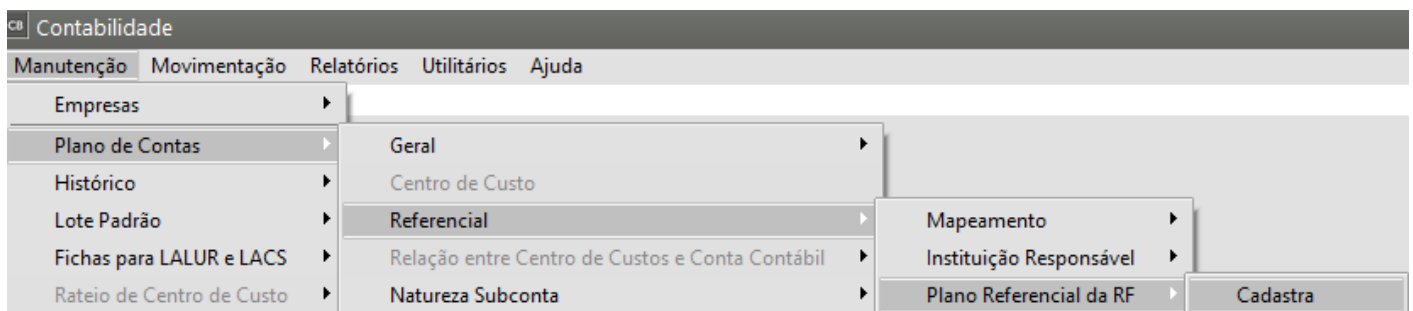 CB Contabilidade
Manutenção Movimentação Relatórios Utilitários Ajuda
Empresas
Plano de Contas Geral
Histórico Centro de Custo
Lote Padrão Referencial Mapeamento
Fichas para LALUR e LACS Relação entre Centro de Custos e Conta Contábil Instituição Responsável
Rateio de Centro de Custo Natureza Subconta Plano Referencial da RF Cadastra